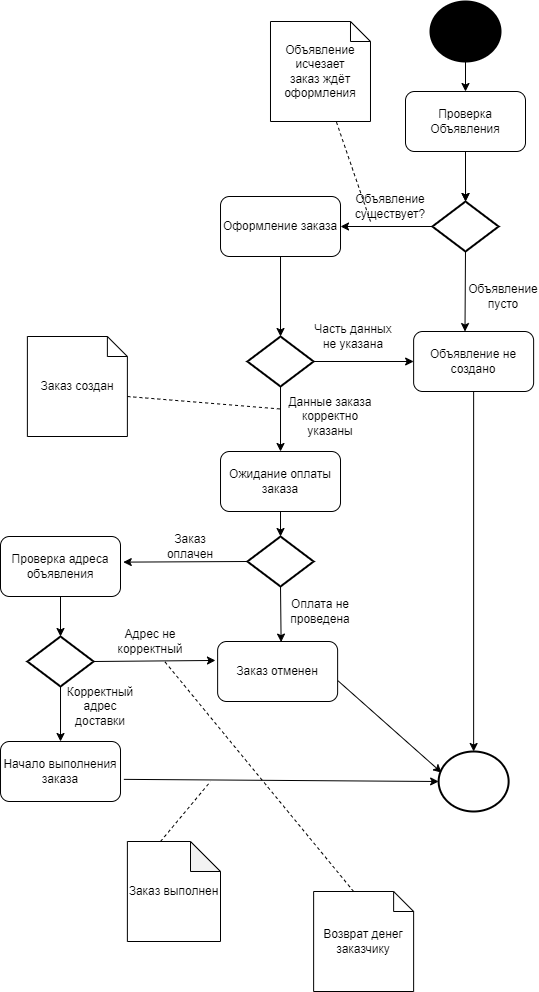 Объявление
исчезает
заказ ждёт
оформления
Проверка
Объявления
Объявление
существует?
Оформление заказа
Объявление
пусто
Часть данных
не указана
Объявление не
создано
Заказ создан
Данные заказа
корректно
указаны
Ожидание оплаты
заказа
Заказ
оплачен
Проверка адреса
объявления
Оплата не
проведена
Адрес не
корректный
Заказ отменен
Корректный
адрес
доставки
Начало выполнения
заказа
Заказ выполнен
Возврат денег
заказчику